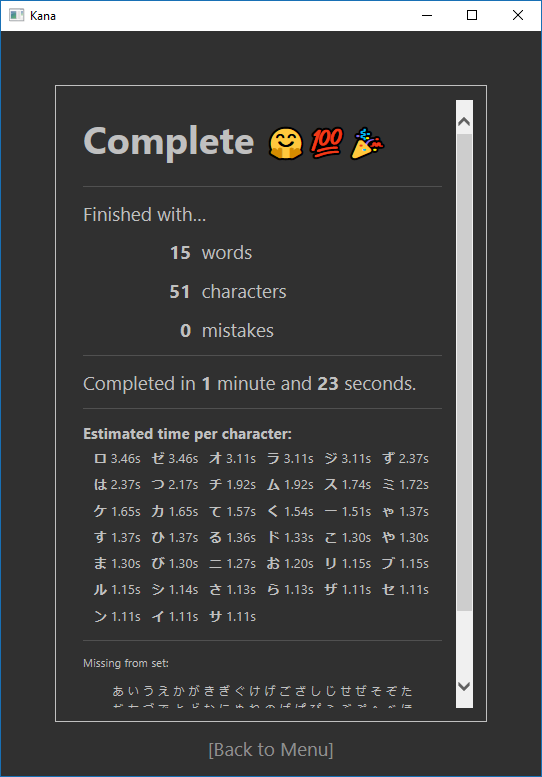 Kana
Complete 🤗 💯 🎉
Finished with...
15 words
51 characters
0 mistakes
Completed in 1 minute and 23 seconds.
Estimated time per character:
ロ 3.46s ゼ 3.46s オ 3.11s ラ 3.11s ジ 3.11s ず 2.37s
は 2.37s つ 2.17s チ 1.92s ム 1.92s ス 1.74s ミ 1.72s
ケ 1.65s カ 1.65s て 1.57s く 1.54s ー 1.51s ゃ 1.37s
す 1.37s ひ 1.37s る 1.36s ド 1.33s こ 1.30s や 1.30s
ま 1.30s び 1.30s ニ 1.27s お 1.20s リ 1.15s ブ 1.15s
ル 1.15s シ 1.14s さ 1.13s ら 1.13s ザ 1.11s セ 1.11s
ン 1.11s イ 1.11s サ 1.11s
Missing from set:
あ い う え か が き ぎ ぐ け げ ご ざ し じ せ ぜ そ ぞ た
[Back to Menu]